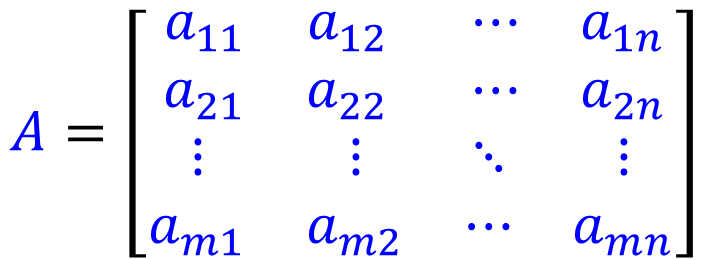 a₁₁ a₁₂ ⋯ a₁ₙ
a₂₁ a₂₂ ⋯ a₂ₙ
A = ⋮ ⋮ ⋱ ⋮
aₘ₁ aₘ₂ ⋯ aₘₙ